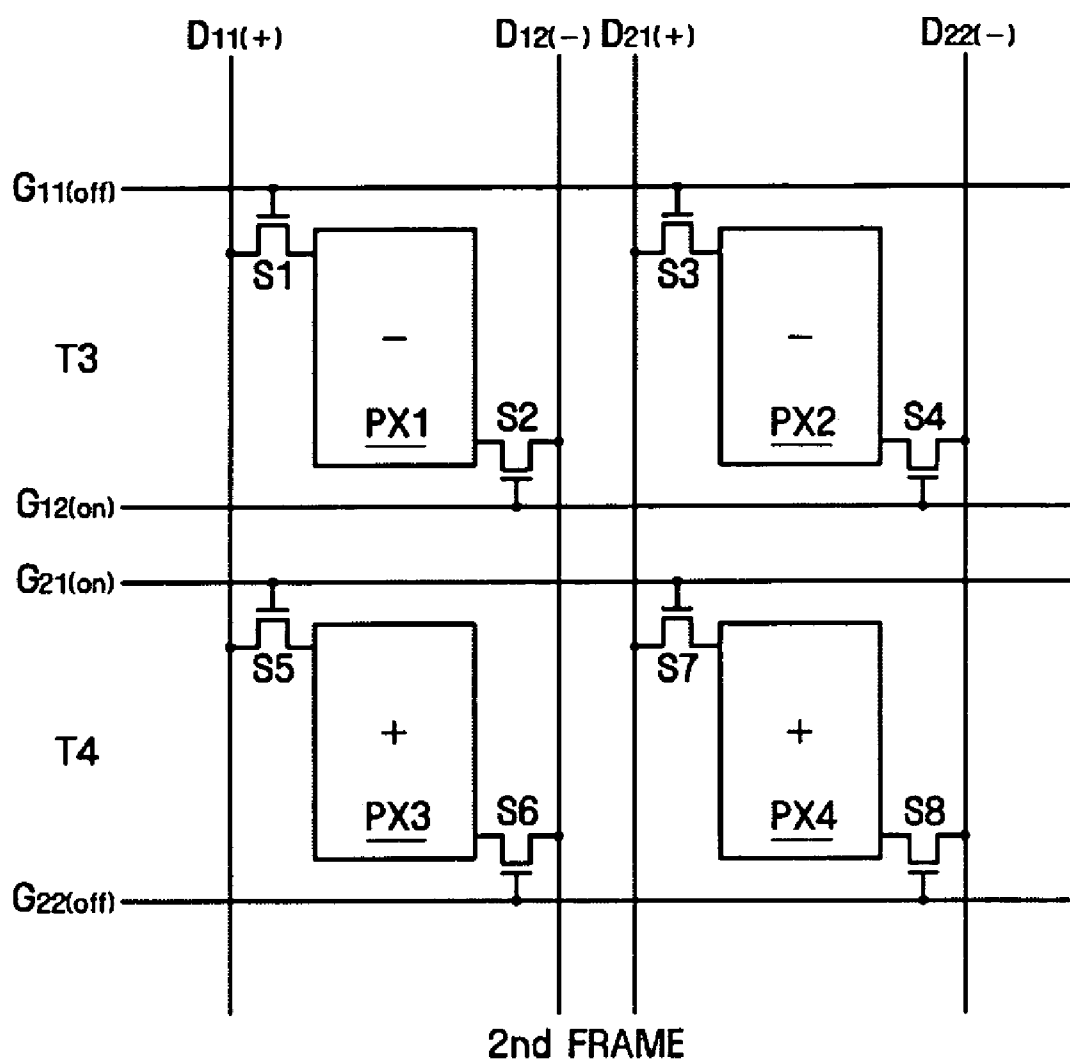 D11(+) D12(-) D21(+) D22(-)
G11(off)
S1 S3
T3
-
-
S2 S4
PX1 PX2
G12(on)
G21(on)
S5 S7
+
+
T4
S6 S8
PX3 PX4
G22(off)
2nd FRAME